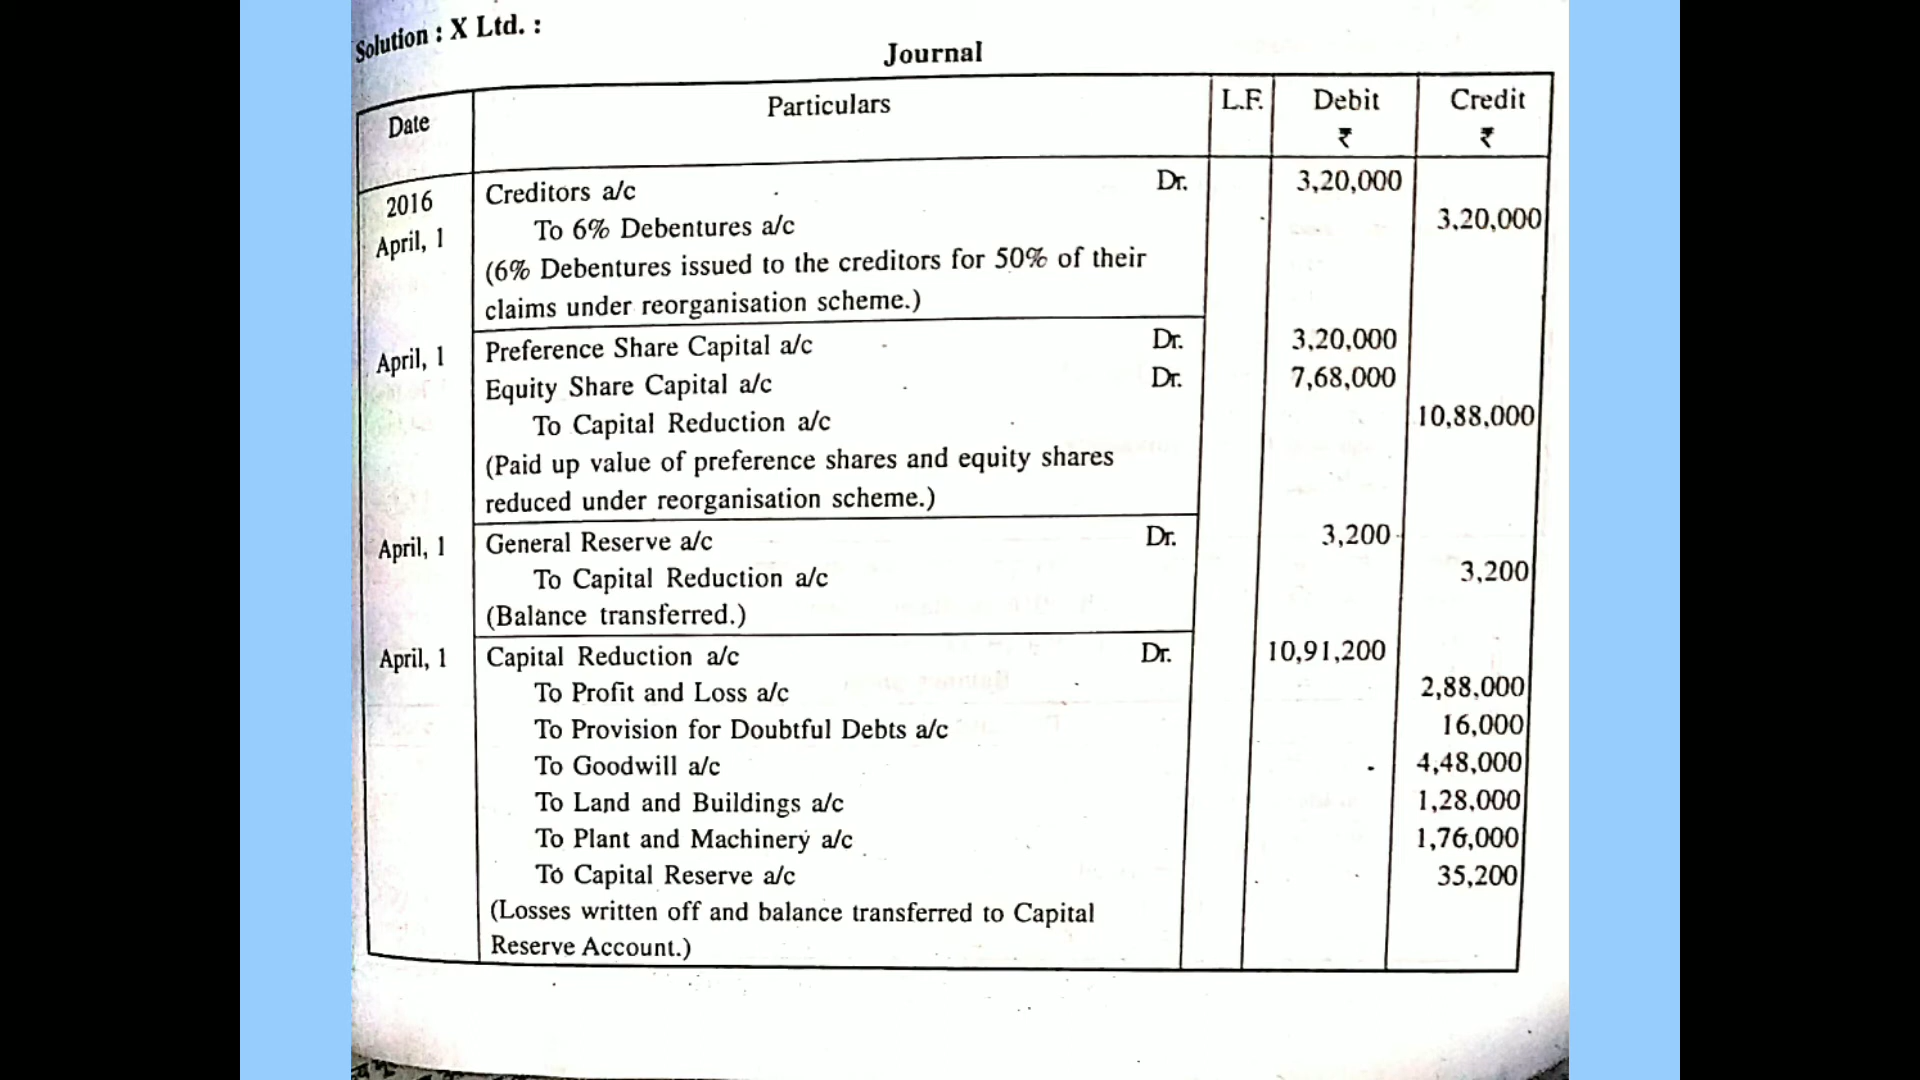 Solution : X Ltd. :
Journal
Date Particulars L.F. Debit Credit
₹ ₹
2016 Creditors a/c Dr. 3,20,000
April, 1 To 6% Debentures a/c 3,20,000
(6% Debentures issued to the creditors for 50% of their
claims under reorganisation scheme.)
April, 1 Preference Share Capital a/c Dr. 3,20,000
Equity Share Capital a/c Dr. 7,68,000
To Capital Reduction a/c 10,88,000
(Paid up value of preference shares and equity shares
reduced under reorganisation scheme.)
April, 1 General Reserve a/c Dr. 3,200
To Capital Reduction a/c 3,200
(Balance transferred.)
April, 1 Capital Reduction a/c Dr. 10,91,200
To Profit and Loss a/c 2,88,000
To Provision for Doubtful Debts a/c 16,000
To Goodwill a/c 4,48,000
To Land and Buildings a/c 1,28,000
To Plant and Machinery a/c 1,76,000
To Capital Reserve a/c 35,200
(Losses written off and balance transferred to Capital
Reserve Account.)